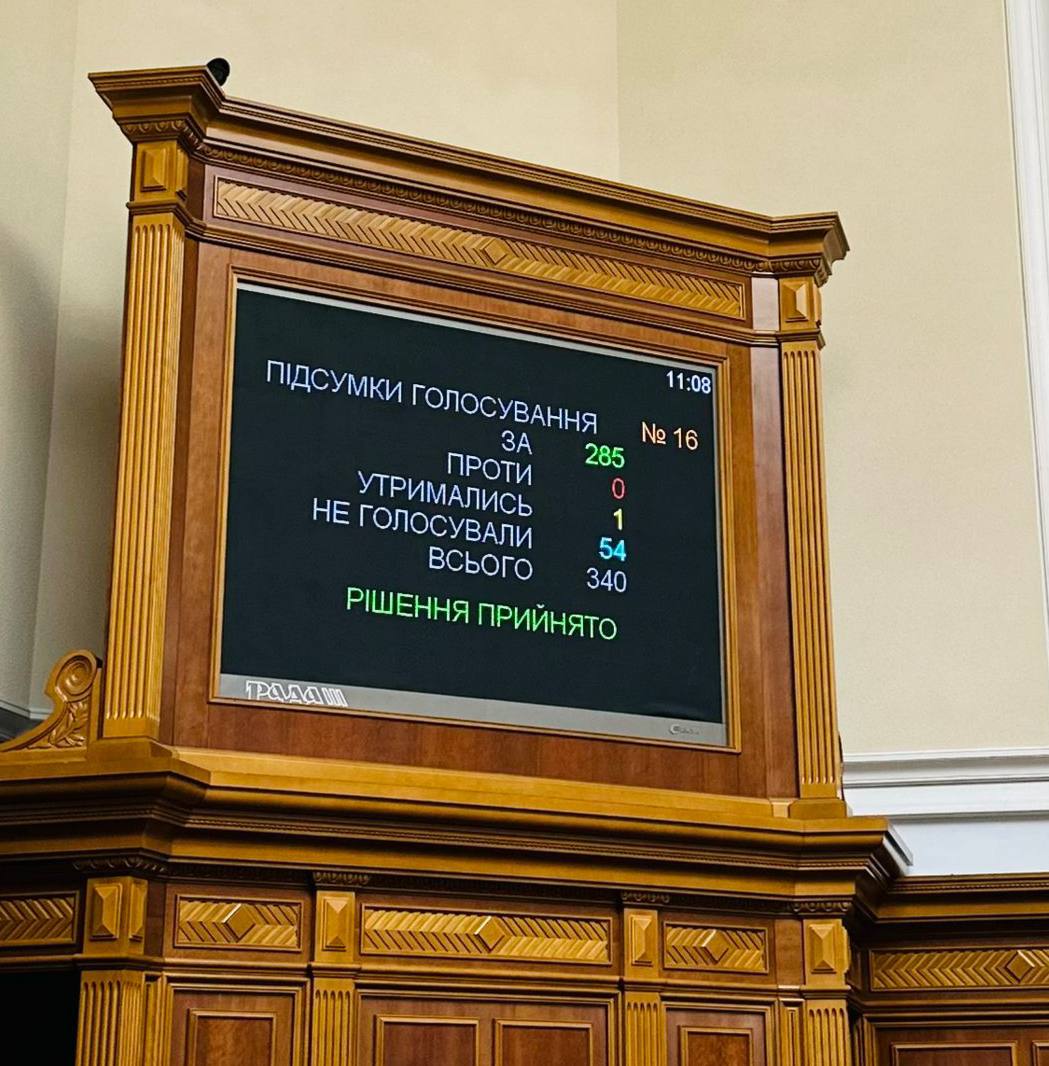 11:08
ПІДСУМКИ ГОЛОСУВАННЯ
№ 16
ЗА 285
ПРОТИ 0
УТРИМАЛИСЬ 1
НЕ ГОЛОСУВАЛИ 54
ВСЬОГО 340
РІШЕННЯ ПРИЙНЯТО
РАДА III